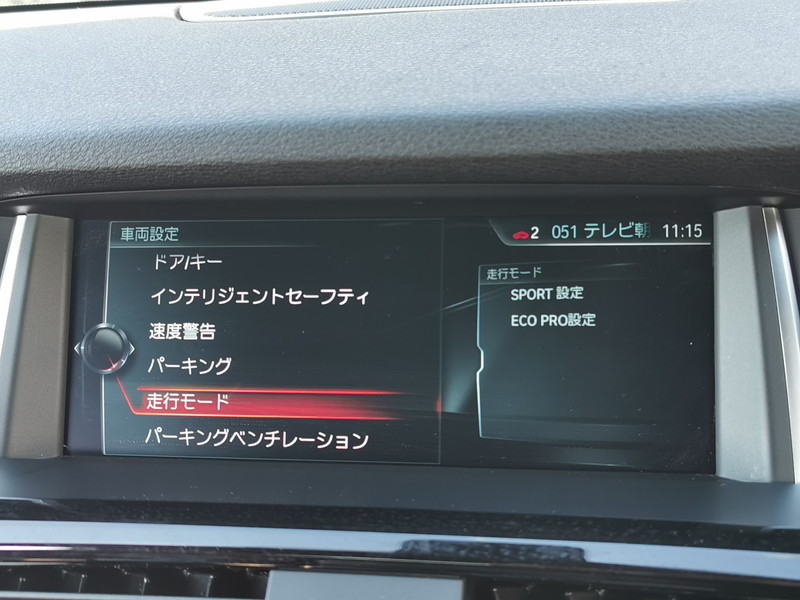 車両設定
2 051 テレビ朝 11:15
ドア/キー
インテリジェントセーフティ
速度警告
パーキング
走行モード
パーキングベンチレーション
走行モード
SPORT 設定
ECO PRO設定